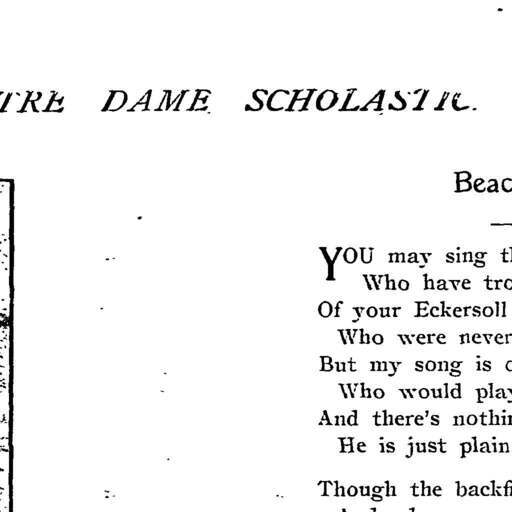 TRE DAME SCHOLASTIC.
Beac
YOU may sing th
Who have tro
Of your Eckersoll
Who were never
But my song is o
Who would play
And there's nothin
He is just plain
Though the backfi